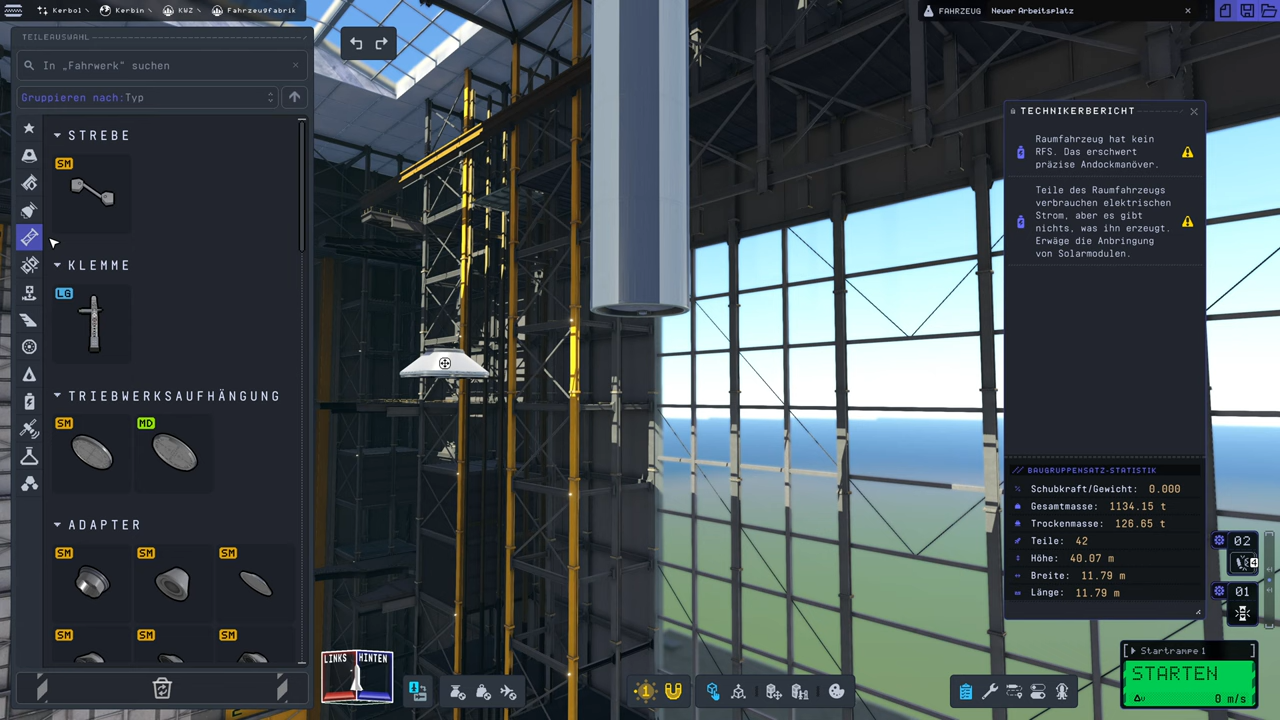 Kerbol
Kerbin
KWZ
Fahrzeugfabrik
FAHRZEUG Neuer Arbeitsplatz
TEILEAUSWAHL
In „Fahrwerk“ suchen
Gruppieren nach: Typ
STREBE
SM
KLEMME
LG
TRIEBWERKSAUFHÄNGUNG
SM
MD
ADAPTER
SM
SM
SM
SM
SM
SM
TECHNIKERBERICHT
Raumfahrzeug hat kein
RFS. Das erschwert
präzise Andockmanöver.
Teile des Raumfahrzeugs
verbrauchen elektrischen
Strom, aber es gibt
nichts, was ihn erzeugt.
Erwäge die Anbringung
von Solarmodulen.
// BAUGRUPPENSATZ-STATISTIK
Schubkraft/Gewicht: 0.000
Gesamtmasse: 1134.15 t
Trockenmasse: 126.65 t
Teile: 42
Höhe: 40.07 m
Breite: 11.79 m
Länge: 11.79 m
02
4
01
LINKS HINTEN
1
Startrampe 1
STARTEN
Δv 0 m/s